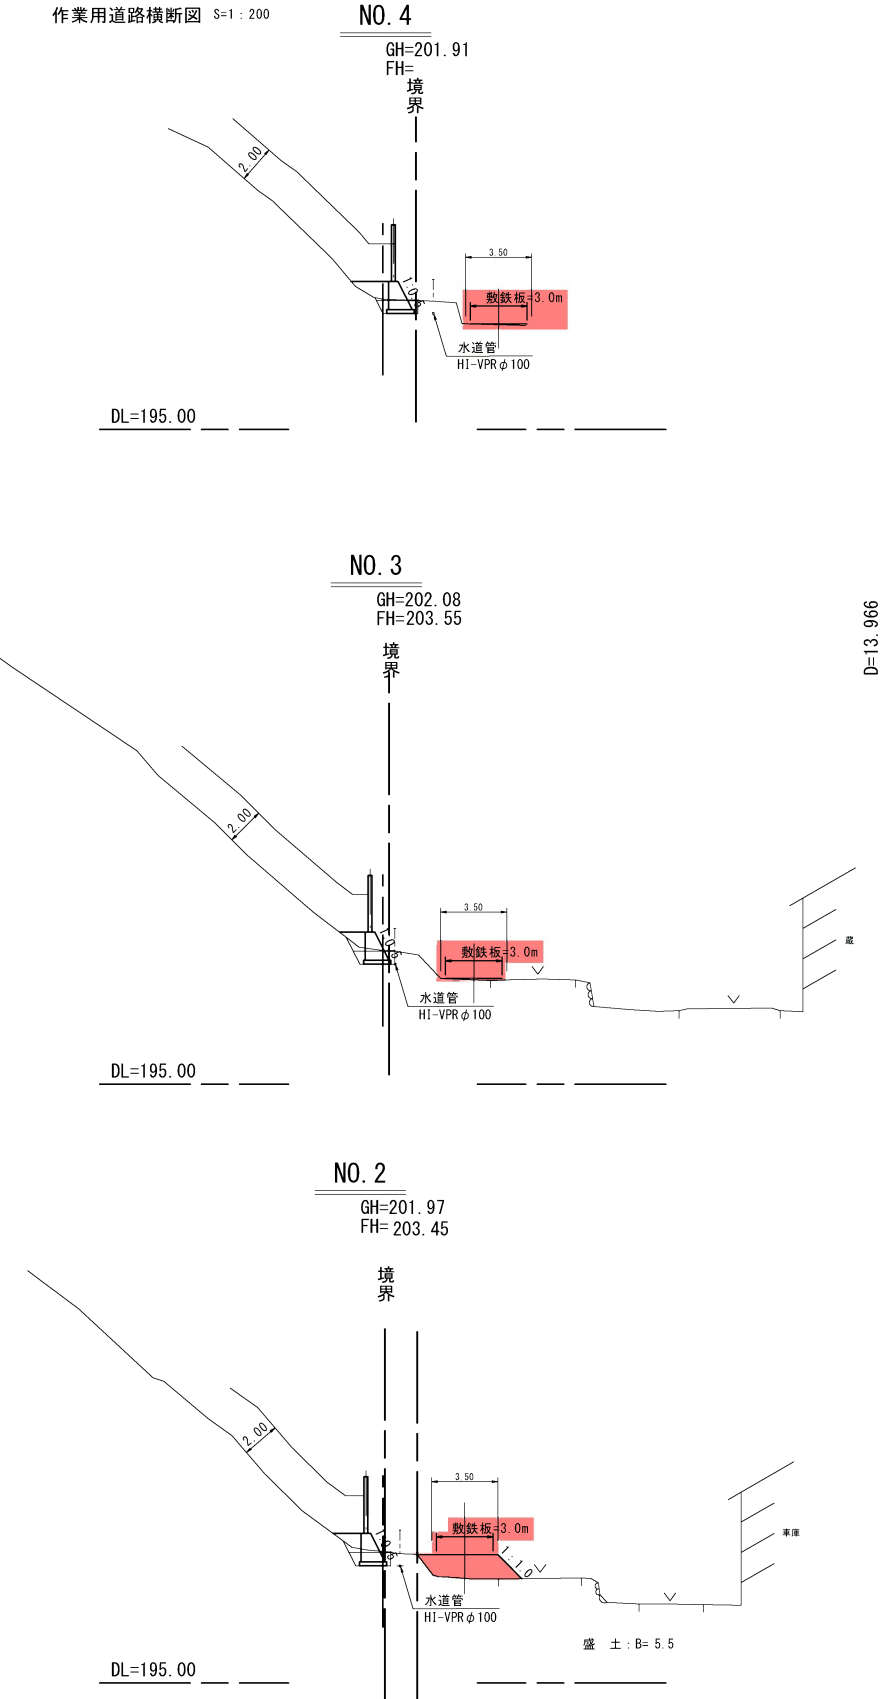 作業用道路横断図 S=1:200
NO.4
GH=201.91
FH=
境界
2.00
3.50
1:0.5
敷鉄板=3.0m
水道管
HI-VPRφ100
DL=195.00
NO.3
GH=202.08
FH=203.55
境界
D=13.966
2.00
3.50
蔵
敷鉄板=3.0m
水道管
HI-VPRφ100
DL=195.00
NO.2
GH=201.97
FH=203.45
境界
2.00
3.50
敷鉄板=3.0m
車庫
1:1.0
水道管
HI-VPRφ100
盛 土:B= 5.5
DL=195.00